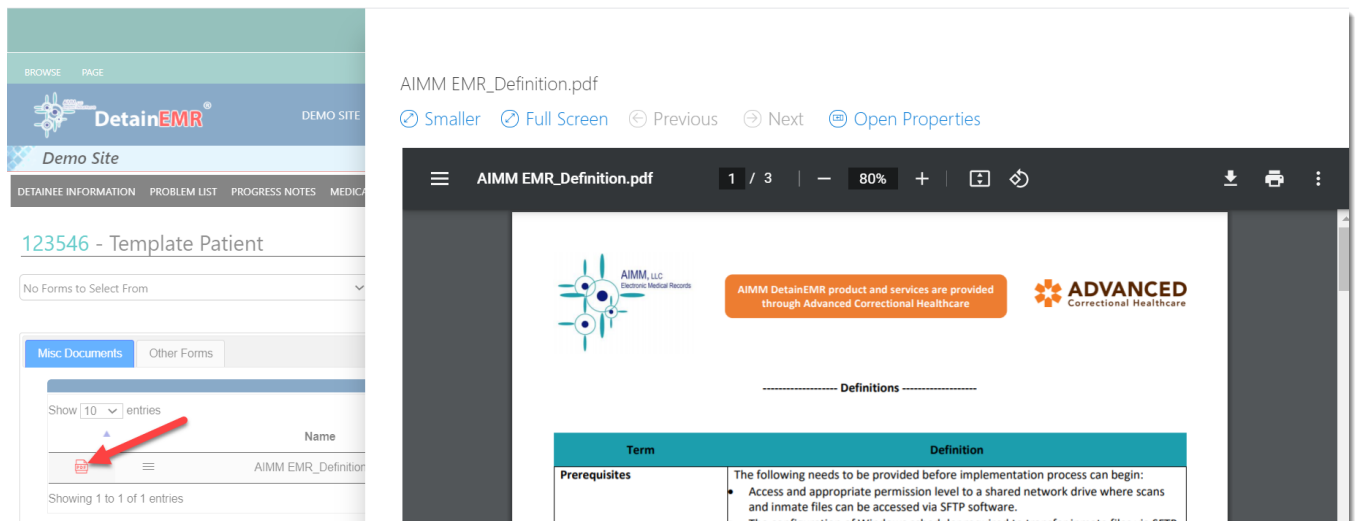 BROWSE PAGE
DetainEMR®
DEMO SITE
Demo Site
DETAINEE INFORMATION PROBLEM LIST PROGRESS NOTES MEDICA
123546 - Template Patient
No Forms to Select From
Misc Documents Other Forms
Show 10 entries
Name
PDF
AIMM EMR_Definition
Showing 1 to 1 of 1 entries
AIMM EMR_Definition.pdf
Smaller Full Screen Previous Next Open Properties
AIMM EMR_Definition.pdf 1 / 3 80%
AIMM, LLC
Electronic Medical Records
AIMM DetainEMR product and services are provided
through Advanced Correctional Healthcare
ADVANCED
Correctional Healthcare
------------------- Definitions -------------------
Term Definition
Prerequisites The following needs to be provided before implementation process can begin:
• Access and appropriate permission level to a shared network drive where scans
and inmate files can be accessed via SFTP software.